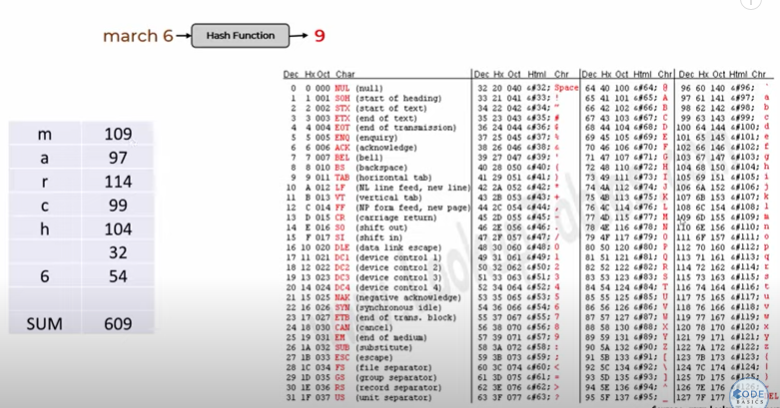 march 6 → Hash Function → 9
m 109
a 97
r 114
c 99
h 104
32
6 54
SUM 609
Dec Hx Oct Char Dec Hx Oct Html Chr Dec Hx Oct Html Chr Dec Hx Oct Html Chr
0 0 000 NUL (null) 32 20 040 &#32; Space 64 40 100 &#64; @ 96 60 140 &#96; `
1 1 001 SOH (start of heading) 33 21 041 &#33; ! 65 41 101 &#65; A 97 61 141 &#97; a
2 2 002 STX (start of text) 34 22 042 &#34; " 66 42 102 &#66; B 98 62 142 &#98; b
3 3 003 ETX (end of text) 35 23 043 &#35; # 67 43 103 &#67; C 99 63 143 &#99; c
4 4 004 EOT (end of transmission) 36 24 044 &#36; $ 68 44 104 &#68; D 100 64 144 &#100; d
5 5 005 ENQ (enquiry) 37 25 045 &#37; % 69 45 105 &#69; E 101 65 145 &#101; e
6 6 006 ACK (acknowledge) 38 26 046 &#38; & 70 46 106 &#70; F 102 66 146 &#102; f
7 7 007 BEL (bell) 39 27 047 &#39; ' 71 47 107 &#71; G 103 67 147 &#103; g
8 8 010 BS (backspace) 40 28 050 &#40; ( 72 48 110 &#72; H 104 68 150 &#104; h
9 9 011 TAB (horizontal tab) 41 29 051 &#41; ) 73 49 111 &#73; I 105 69 151 &#105; i
10 A 012 LF (NL line feed, new line) 42 2A 052 &#42; * 74 4A 112 &#74; J 106 6A 152 &#106; j
11 B 013 VT (vertical tab) 43 2B 053 &#43; + 75 4B 113 &#75; K 107 6B 153 &#107; k
12 C 014 FF (NP form feed, new page) 44 2C 054 &#44; , 76 4C 114 &#76; L 108 6C 154 &#108; l
13 D 015 CR (carriage return) 45 2D 055 &#45; - 77 4D 115 &#77; M 109 6D 155 &#109; m
14 E 016 SO (shift out) 46 2E 056 &#46; . 78 4E 116 &#78; N 110 6E 156 &#110; n
15 F 017 SI (shift in) 47 2F 057 &#47; / 79 4F 117 &#79; O 111 6F 157 &#111; o
16 10 020 DLE (data link escape) 48 30 060 &#48; 0 80 50 120 &#80; P 112 70 160 &#112; p
17 11 021 DC1 (device control 1) 49 31 061 &#49; 1 81 51 121 &#81; Q 113 71 161 &#113; q
18 12 022 DC2 (device control 2) 50 32 062 &#50; 2 82 52 122 &#82; R 114 72 162 &#114; r
19 13 023 DC3 (device control 3) 51 33 063 &#51; 3 83 53 123 &#83; S 115 73 163 &#115; s
20 14 024 DC4 (device control 4) 52 34 064 &#52; 4 84 54 124 &#84; T 116 74 164 &#116; t
21 15 025 NAK (negative acknowledge) 53 35 065 &#53; 5 85 55 125 &#85; U 117 75 165 &#117; u
22 16 026 SYN (synchronous idle) 54 36 066 &#54; 6 86 56 126 &#86; V 118 76 166 &#118; v
23 17 027 ETB (end of trans. block) 55 37 067 &#55; 7 87 57 127 &#87; W 119 77 167 &#119; w
24 18 030 CAN (cancel) 56 38 070 &#56; 8 88 58 130 &#88; X 120 78 170 &#120; x
25 19 031 EM (end of medium) 57 39 071 &#57; 9 89 59 131 &#89; Y 121 79 171 &#121; y
26 1A 032 SUB (substitute) 58 3A 072 &#58; : 90 5A 132 &#90; Z 122 7A 172 &#122; z
27 1B 033 ESC (escape) 59 3B 073 &#59; ; 91 5B 133 &#91; [ 123 7B 173 &#123; {
28 1C 034 FS (file separator) 60 3C 074 &#60; < 92 5C 134 &#92; \ 124 7C 174 &#124; |
29 1D 035 GS (group separator) 61 3D 075 &#61; = 93 5D 135 &#93; ] 125 7D 175 &#125; }
30 1E 036 RS (record separator) 62 3E 076 &#62; > 94 5E 136 &#94; ^ 126 7E 176
31 1F 037 US (unit separator) 63 3F 077 &#63; ? 95 5F 137 &#95; _ 127 7F 177
CODE
BASICS